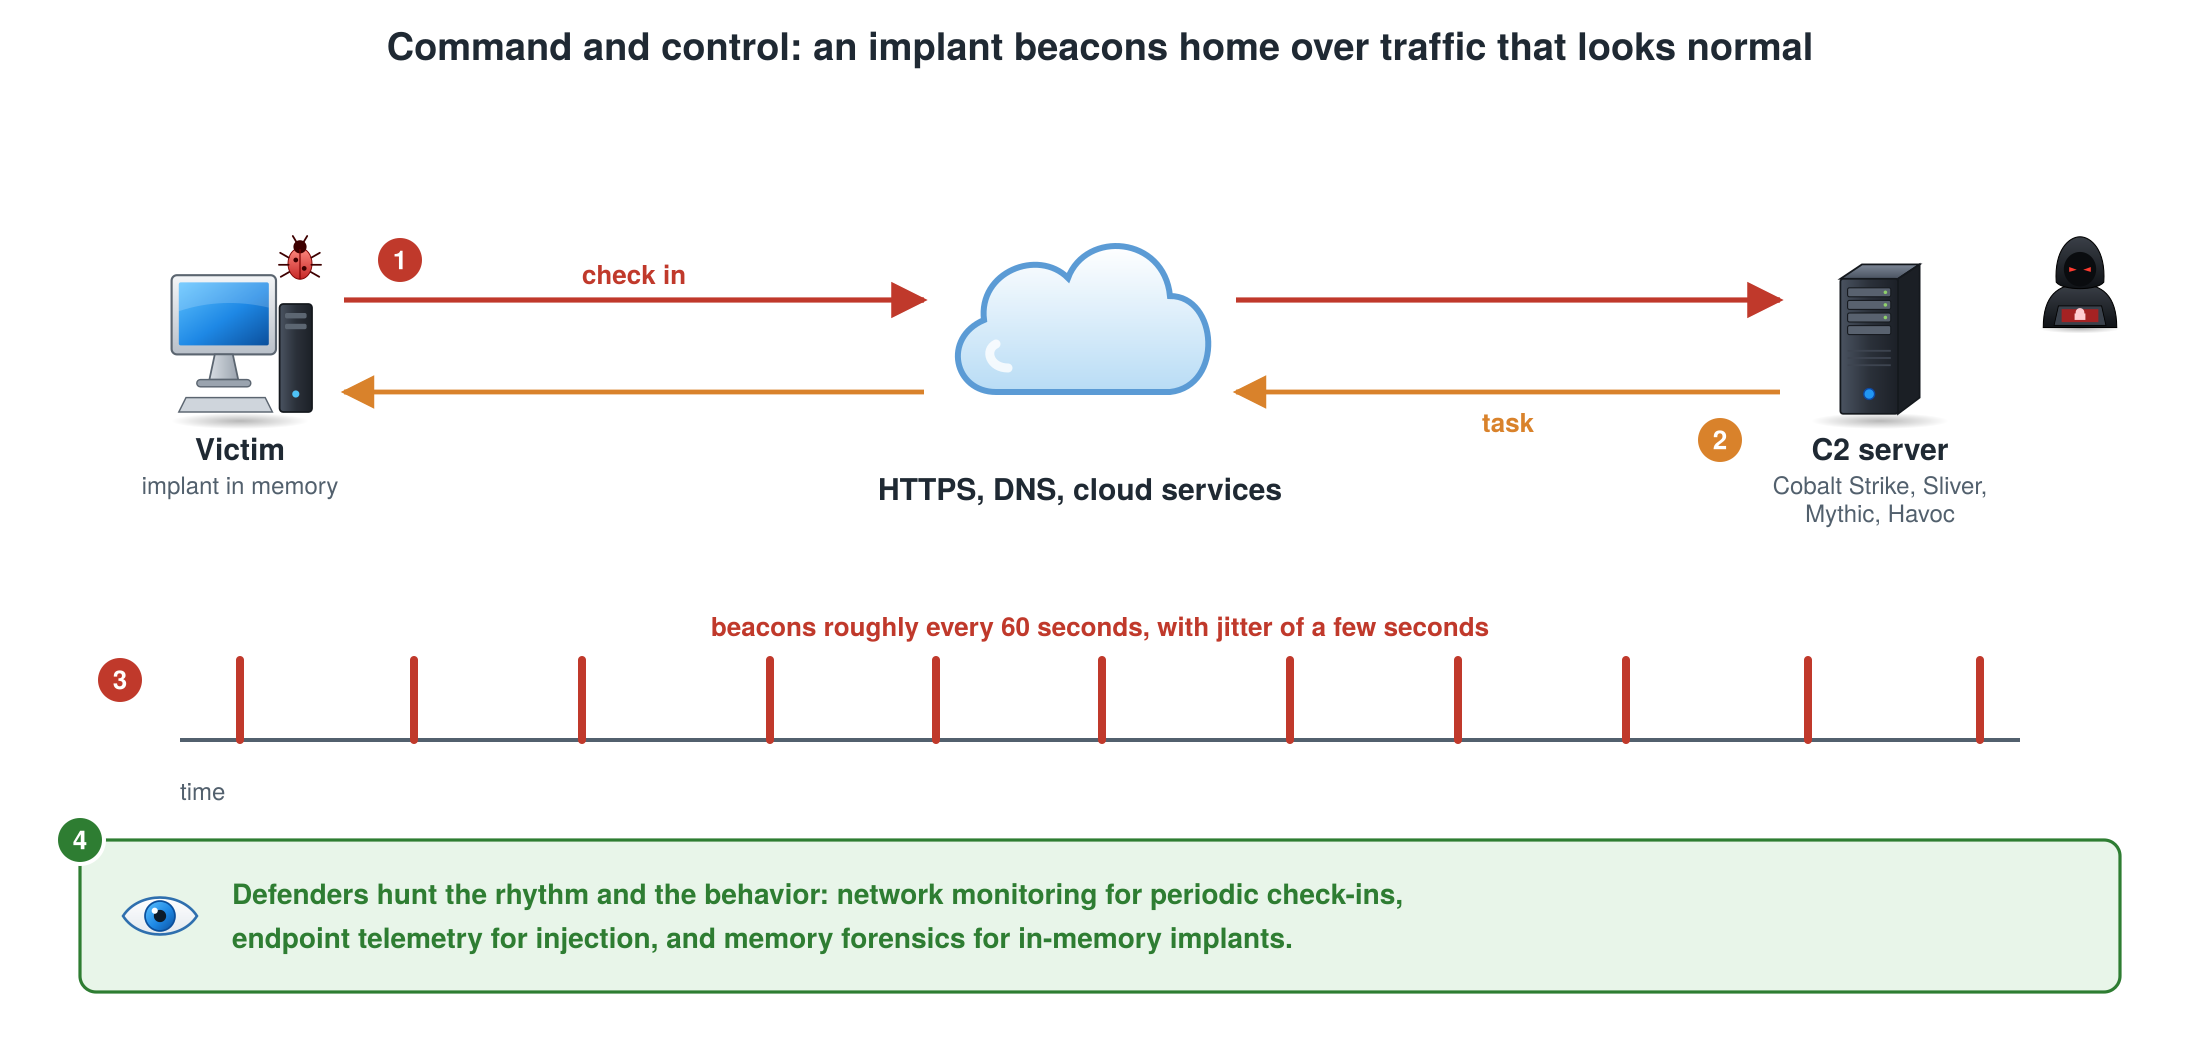 Command and control: an implant beacons home over traffic that looks normal
1
check in
task
2
Victim
implant in memory
HTTPS, DNS, cloud services
C2 server
Cobalt Strike, Sliver,
Mythic, Havoc
beacons roughly every 60 seconds, with jitter of a few seconds
3
time
4
Defenders hunt the rhythm and the behavior: network monitoring for periodic check-ins,
endpoint telemetry for injection, and memory forensics for in-memory implants.